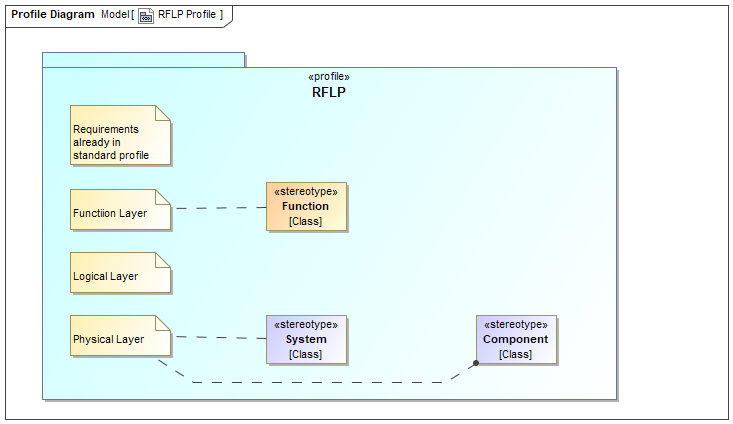 Profile Diagram Model[ RFLP Profile ]
«profile»
RFLP
Requirements
already in
standard profile
Functiion Layer
«stereotype»
Function
[Class]
Logical Layer
Physical Layer
«stereotype»
System
[Class]
«stereotype»
Component
[Class]